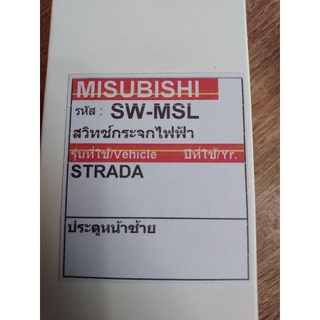 MISUBISHI
รหัส : SW-MSL
สวิทช์กระจกไฟฟ้า
รุ่นที่ใช้/Vehicle ปีที่ใช้/Yr.
STRADA
ประตูหน้าซ้าย